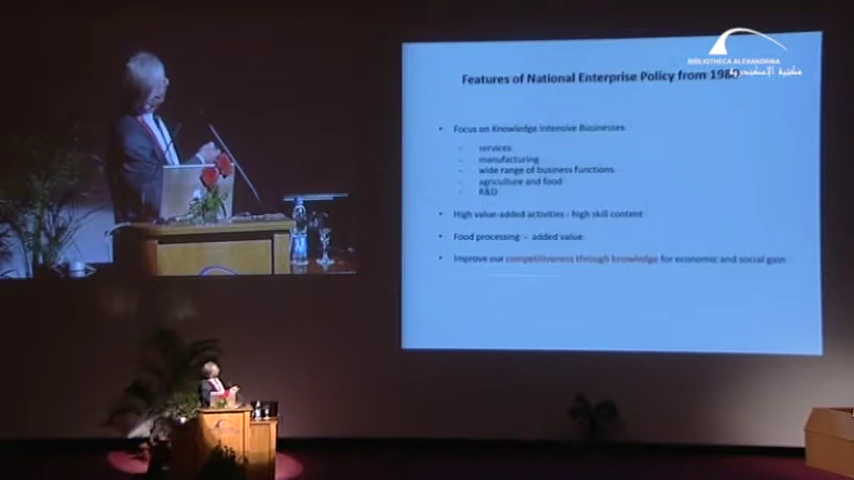 BIBLIOTHECA ALEXANDRINA
مكتبة الإسكندرية
Features of National Enterprise Policy from 1980
• Focus on Knowledge Intensive Businesses
- services
- manufacturing
- wide range of business functions
- agriculture and food
- R&D
• High value-added activities : high skill content
• Food processing - added value
• Improve our competitiveness through knowledge for economic and social gain